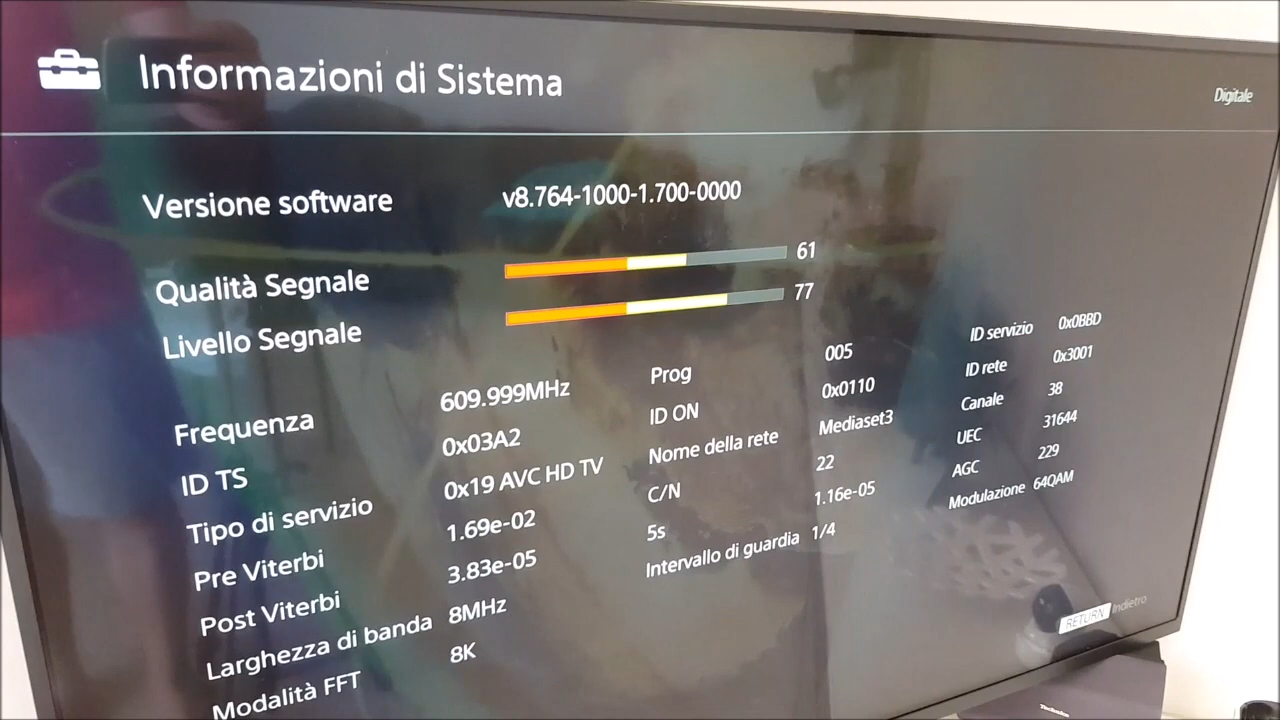 Informazioni di Sistema
Digitale
Versione software v8.764-1000-1.700-0000
Qualità Segnale 61
Livello Segnale 77
Frequenza 609.999MHz Prog 005 ID servizio 0x0BBD
ID TS 0x03A2 ID ON 0x0110 ID rete 0x3001
Tipo di servizio 0x19 AVC HD TV Nome della rete Mediaset3 Canale 38
Pre Viterbi 1.69e-02 C/N 22 UEC 31644
Post Viterbi 3.83e-05 5s 1.16e-05 AGC 229
Larghezza di banda 8MHz Intervallo di guardia 1/4 Modulazione 64QAM
Modalità FFT 8K
RETURN Indietro
Technics